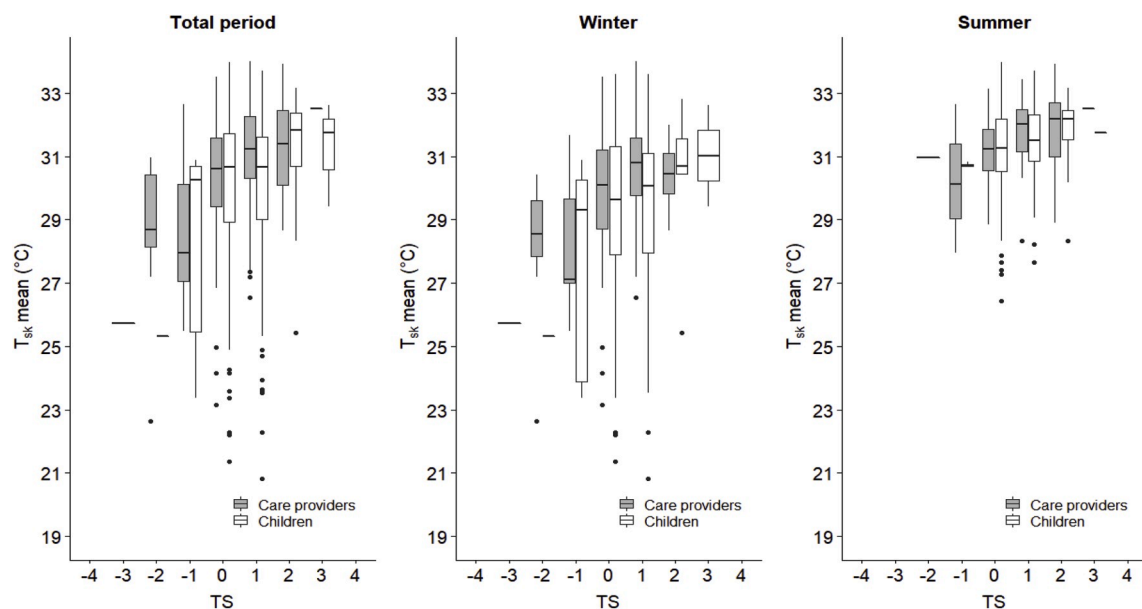 Total period
Winter
Summer
T_sk mean (°C)
33
31
29
27
25
23
21
19
Care providers
Children
-4 -3 -2 -1 0 1 2 3 4
TS
T_sk mean (°C)
33
31
29
27
25
23
21
19
Care providers
Children
-4 -3 -2 -1 0 1 2 3 4
TS
T_sk mean (°C)
33
31
29
27
25
23
21
19
Care providers
Children
-4 -3 -2 -1 0 1 2 3 4
TS